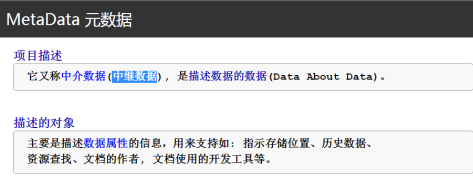 MetaData 元数据
项目描述
它又称中介数据(中继数据), 是描述数据的数据(Data About Data)。
描述的对象
主要是描述数据属性的信息, 用来支持如: 指示存储位置、历史数据、
资源查找、文档的作者, 文档使用的开发工具等。